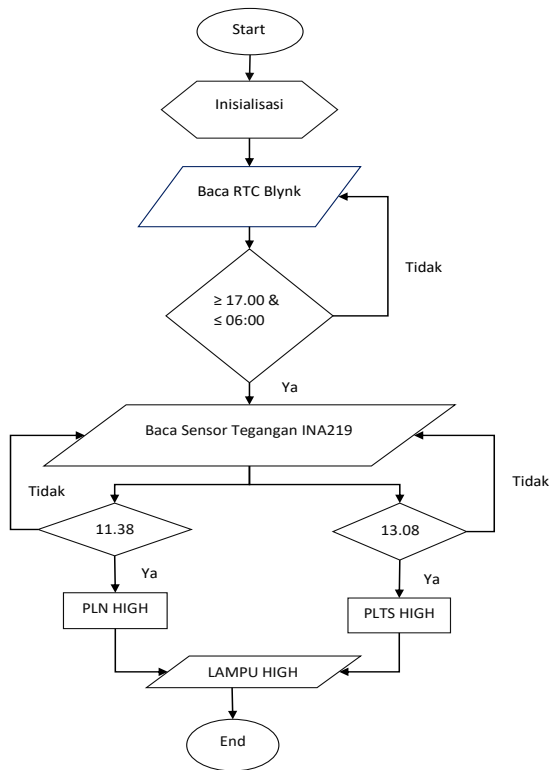 Start
Inisialisasi
Baca RTC Blynk
Tidak
≥ 17.00 &
≤ 06:00
Ya
Baca Sensor Tegangan INA219
Tidak
Tidak
11.38
13.08
Ya
Ya
PLN HIGH
PLTS HIGH
LAMPU HIGH
End